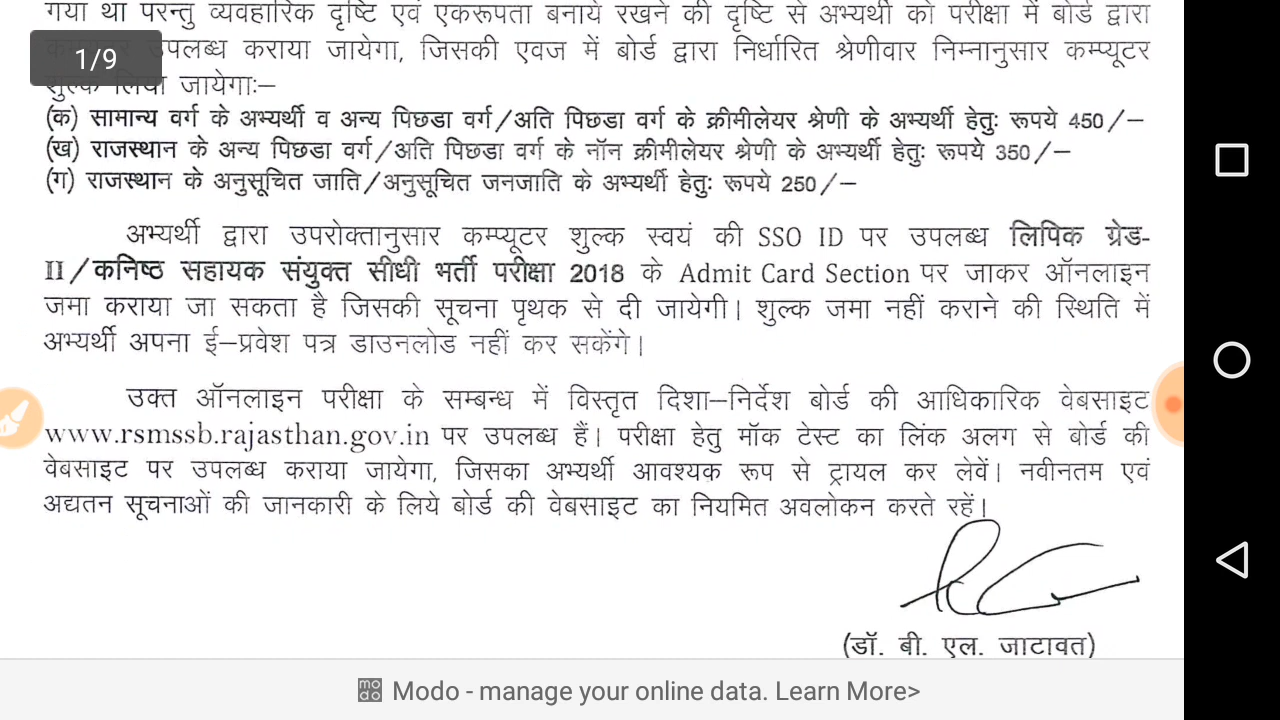 गया था परन्तु व्यवहारिक दृष्टि एवं एकरूपता बनाये रखने की दृष्टि से अभ्यर्थी को परीक्षा में बोर्ड द्वारा
1/9
उपलब्ध कराया जायेगा, जिसकी एवज में बोर्ड द्वारा निर्धारित श्रेणीवार निम्नानुसार कम्प्यूटर
शुल्क लिया जायेगाः–
(क) सामान्य वर्ग के अभ्यर्थी व अन्य पिछडा वर्ग/अति पिछडा वर्ग के क्रीमीलेयर श्रेणी के अभ्यर्थी हेतुः रूपये 450/–
(ख) राजस्थान के अन्य पिछडा वर्ग/अति पिछडा वर्ग के नॉन क्रीमीलेयर श्रेणी के अभ्यर्थी हेतुः रूपये 350/–
(ग) राजस्थान के अनुसूचित जाति/अनुसूचित जनजाति के अभ्यर्थी हेतुः रूपये 250/–
अभ्यर्थी द्वारा उपरोक्तानुसार कम्प्यूटर शुल्क स्वयं की SSO ID पर उपलब्ध लिपिक ग्रेड-
II/कनिष्ठ सहायक संयुक्त सीधी भर्ती परीक्षा 2018 के Admit Card Section पर जाकर ऑनलाइन
जमा कराया जा सकता है जिसकी सूचना पृथक से दी जायेगी। शुल्क जमा नहीं कराने की स्थिति में
अभ्यर्थी अपना ई–प्रवेश पत्र डाउनलोड नहीं कर सकेंगे।
उक्त ऑनलाइन परीक्षा के सम्बन्ध में विस्तृत दिशा–निर्देश बोर्ड की आधिकारिक वेबसाइट
www.rsmssb.rajasthan.gov.in पर उपलब्ध हैं। परीक्षा हेतु मॉक टेस्ट का लिंक अलग से बोर्ड की
वेबसाइट पर उपलब्ध कराया जायेगा, जिसका अभ्यर्थी आवश्यक रूप से ट्रायल कर लेवें। नवीनतम एवं
अद्यतन सूचनाओं की जानकारी के लिये बोर्ड की वेबसाइट का नियमित अवलोकन करते रहें।
(डॉ. बी. एल. जाटावत)
Modo - manage your online data. Learn More>